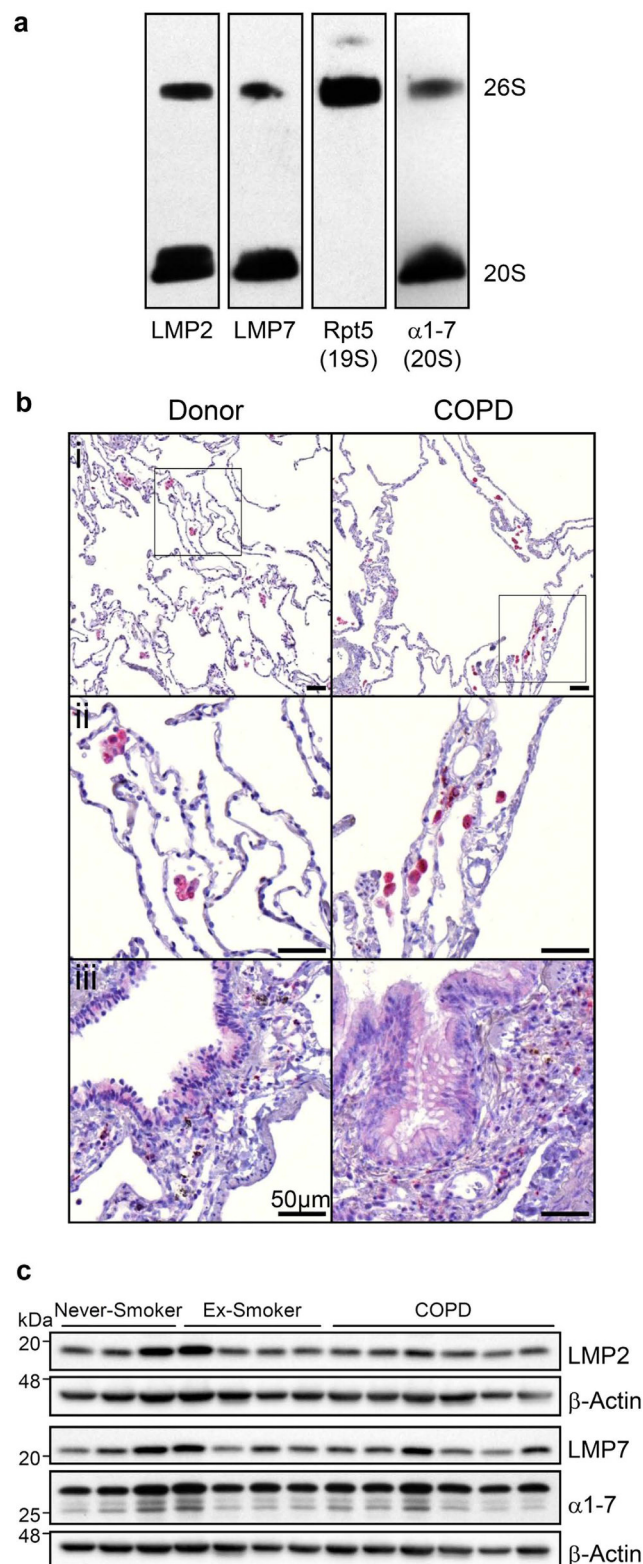 a
26S
20S
LMP2 LMP7 Rpt5 α1-7
(19S) (20S)
b
Donor COPD
i
ii
iii
50µm
c
Never-Smoker Ex-Smoker COPD
kDa
20
LMP2
48
β-Actin
LMP7
20
α1-7
25
48
β-Actin